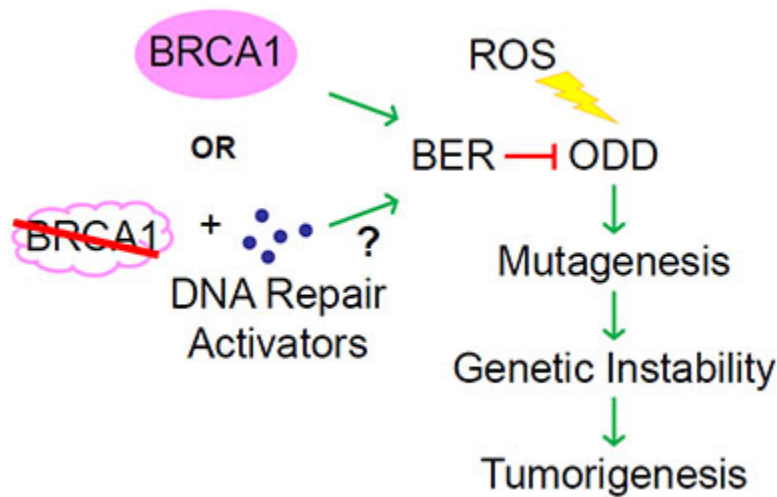 BRCA1
ROS
OR
BER
ODD
BRCA1
+
?
DNA Repair
Activators
Mutagenesis
Genetic Instability
Tumorigenesis